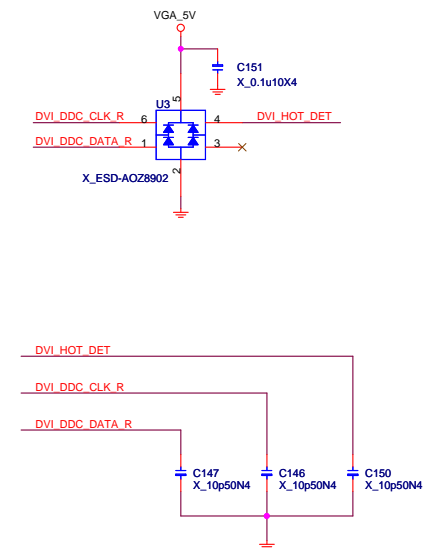 VGA_5V
C151
X_0.1u10X4
U3
5
DVI_DDC_CLK_R 6 4 DVI_HOT_DET
DVI_DDC_DATA_R 1 3
2
X_ESD-AOZ8902
DVI_HOT_DET
DVI_DDC_CLK_R
DVI_DDC_DATA_R
C147 C146 C150
X_10p50N4 X_10p50N4 X_10p50N4